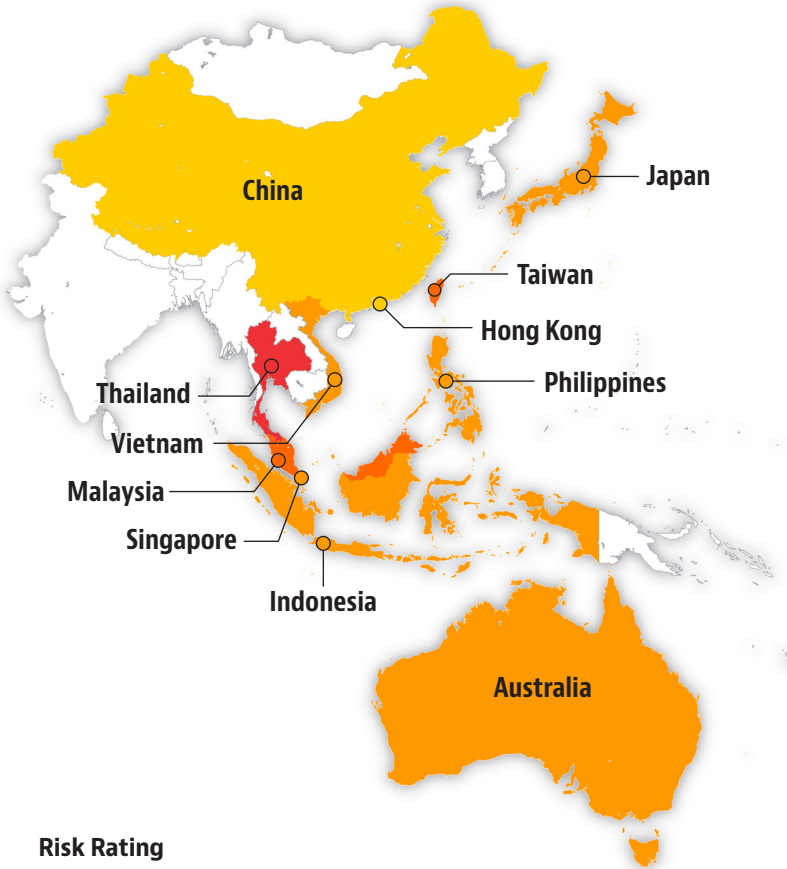 China
Japan
Taiwan
Hong Kong
Philippines
Thailand
Vietnam
Malaysia
Singapore
Indonesia
Australia
Risk Rating